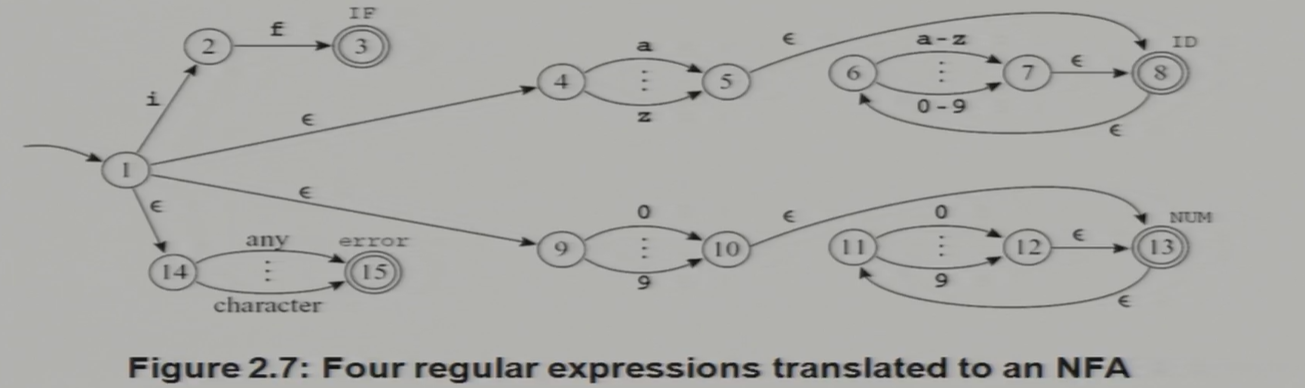 IF
f
2
3
i
a
⋮
z
4
5
ϵ
ID
a-z
⋮
0-9
6
7
ϵ
8
ϵ
ϵ
1
ϵ
ϵ
any
⋮
character
error
14
15
0
⋮
9
9
10
ϵ
NUM
0
⋮
9
11
12
ϵ
13
ϵ
Figure 2.7: Four regular expressions translated to an NFA